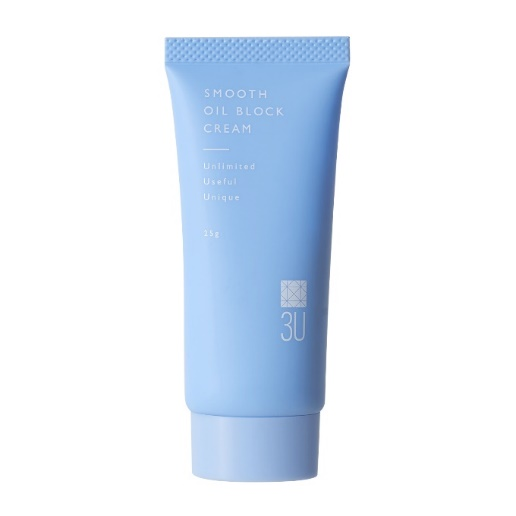 SMOOTH
OIL BLOCK
CREAM
Unlimited
Useful
Unique
25g
3U